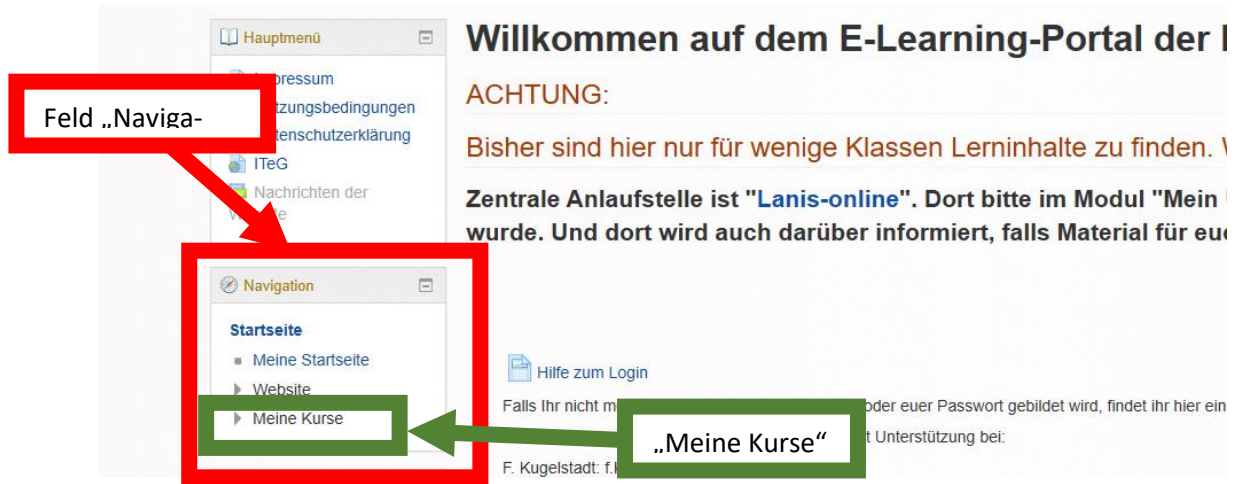 Hauptmenü
Impressum
tzungsbedingungen
tenschutzerklärung
ITeG
Nachrichten der
Feld „Naviga-
Navigation
Startseite
Meine Startseite
Website
Meine Kurse
Willkommen auf dem E-Learning-Portal der
ACHTUNG:
Bisher sind hier nur für wenige Klassen Lerninhalte zu finden.
Zentrale Anlaufstelle ist "Lanis-online". Dort bitte im Modul "Mein
wurde. Und dort wird auch darüber informiert, falls Material für
Hilfe zum Login
Falls Ihr nicht oder euer Passwort gebildet wird, findet ihr hier ein
t Unterstützung bei:
F. Kugelstadt:
„Meine Kurse“